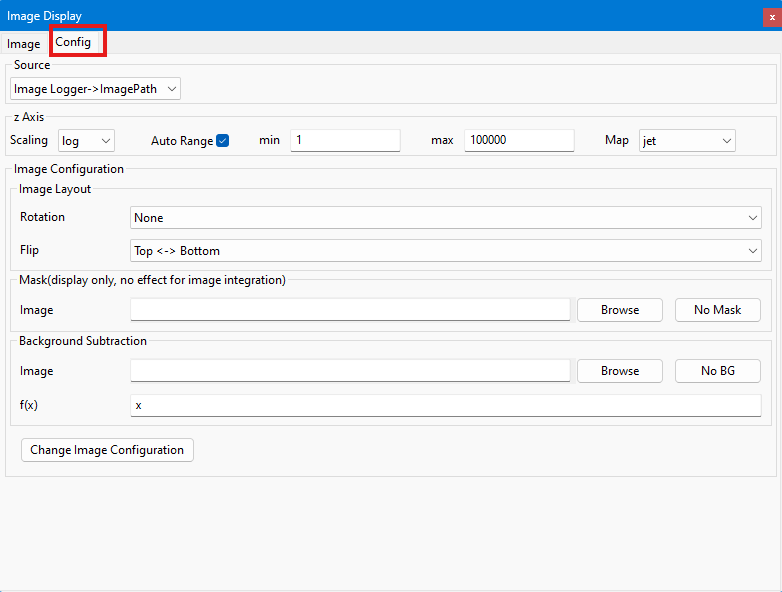 Image Display x
Image Config
Source
Image Logger->ImagePath
z Axis
Scaling log Auto Range min 1 max 100000 Map jet
Image Configuration
Image Layout
Rotation None
Flip Top <-> Bottom
Mask(display only, no effect for image integration)
Image Browse No Mask
Background Subtraction
Image Browse No BG
f(x) x
Change Image Configuration